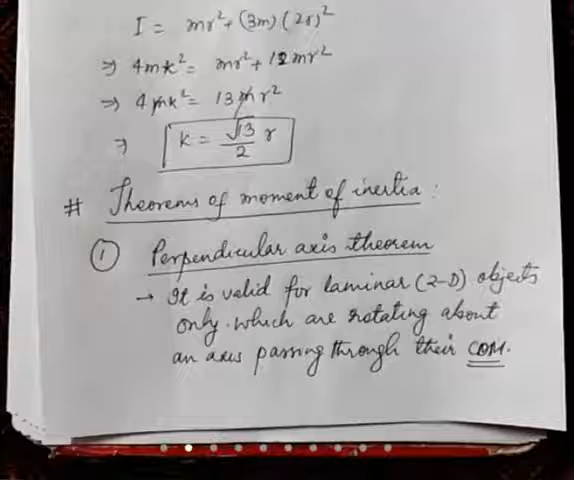 I = mr² + (3m)(2r)²
⇒ 4mk² = mr² + 12mr²
⇒ 4mk² = 13mr²
⇒ k = √13/2 r
# Theorems of moment of inertia :
① Perpendicular axis theorem
→ It is valid for laminar (2-D) objects
only. which are rotating about
an axis passing through their COM.